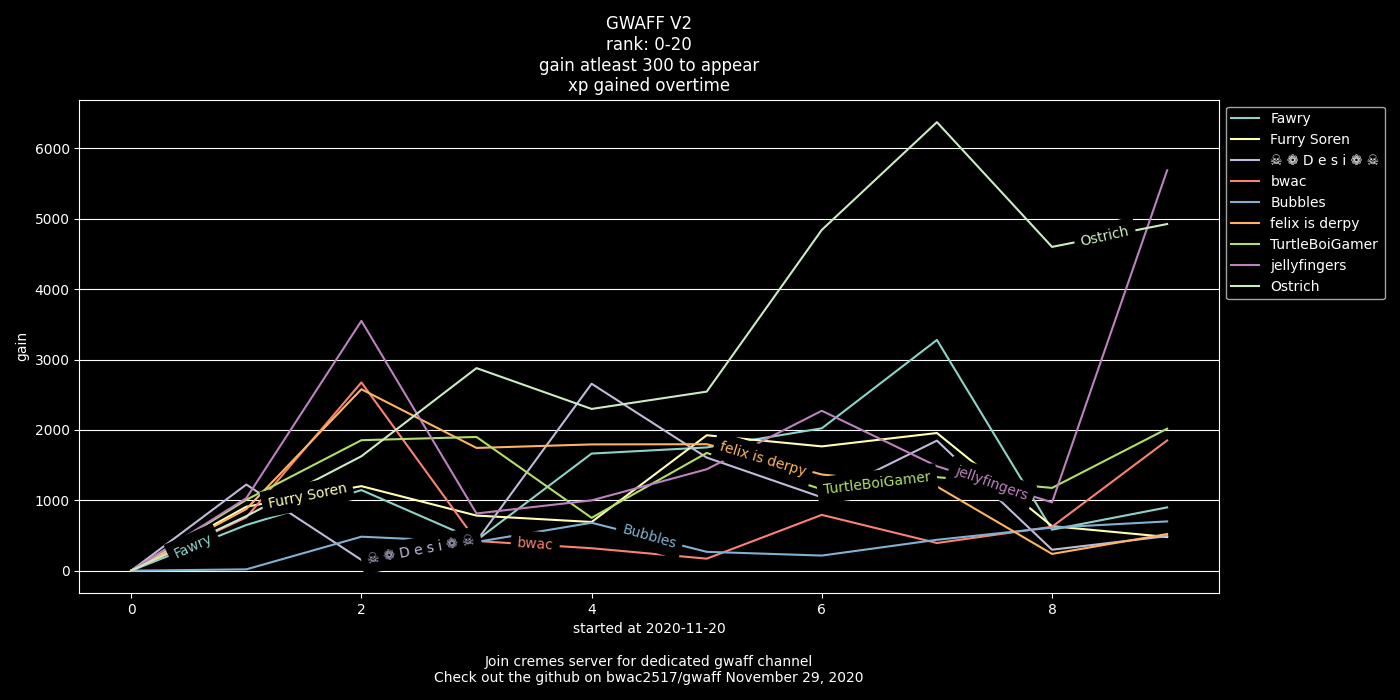 GWAFF V2
rank: 0-20
gain atleast 300 to appear
xp gained overtime
gain
6000
5000
4000
3000
2000
1000
0
0 2 4 6 8
started at 2020-11-20
Fawry
Furry Soren
☠ ❁ D e s i ❁ ☠
bwac
Bubbles
felix is derpy
TurtleBoiGamer
jellyfingers
Ostrich
Fawry
Furry Soren
☠ ❁ D e s i ❁ ☠
bwac
Bubbles
felix is derpy
TurtleBoiGamer
jellyfingers
Ostrich
Join cremes server for dedicated gwaff channel
Check out the github on bwac2517/gwaff November 29, 2020